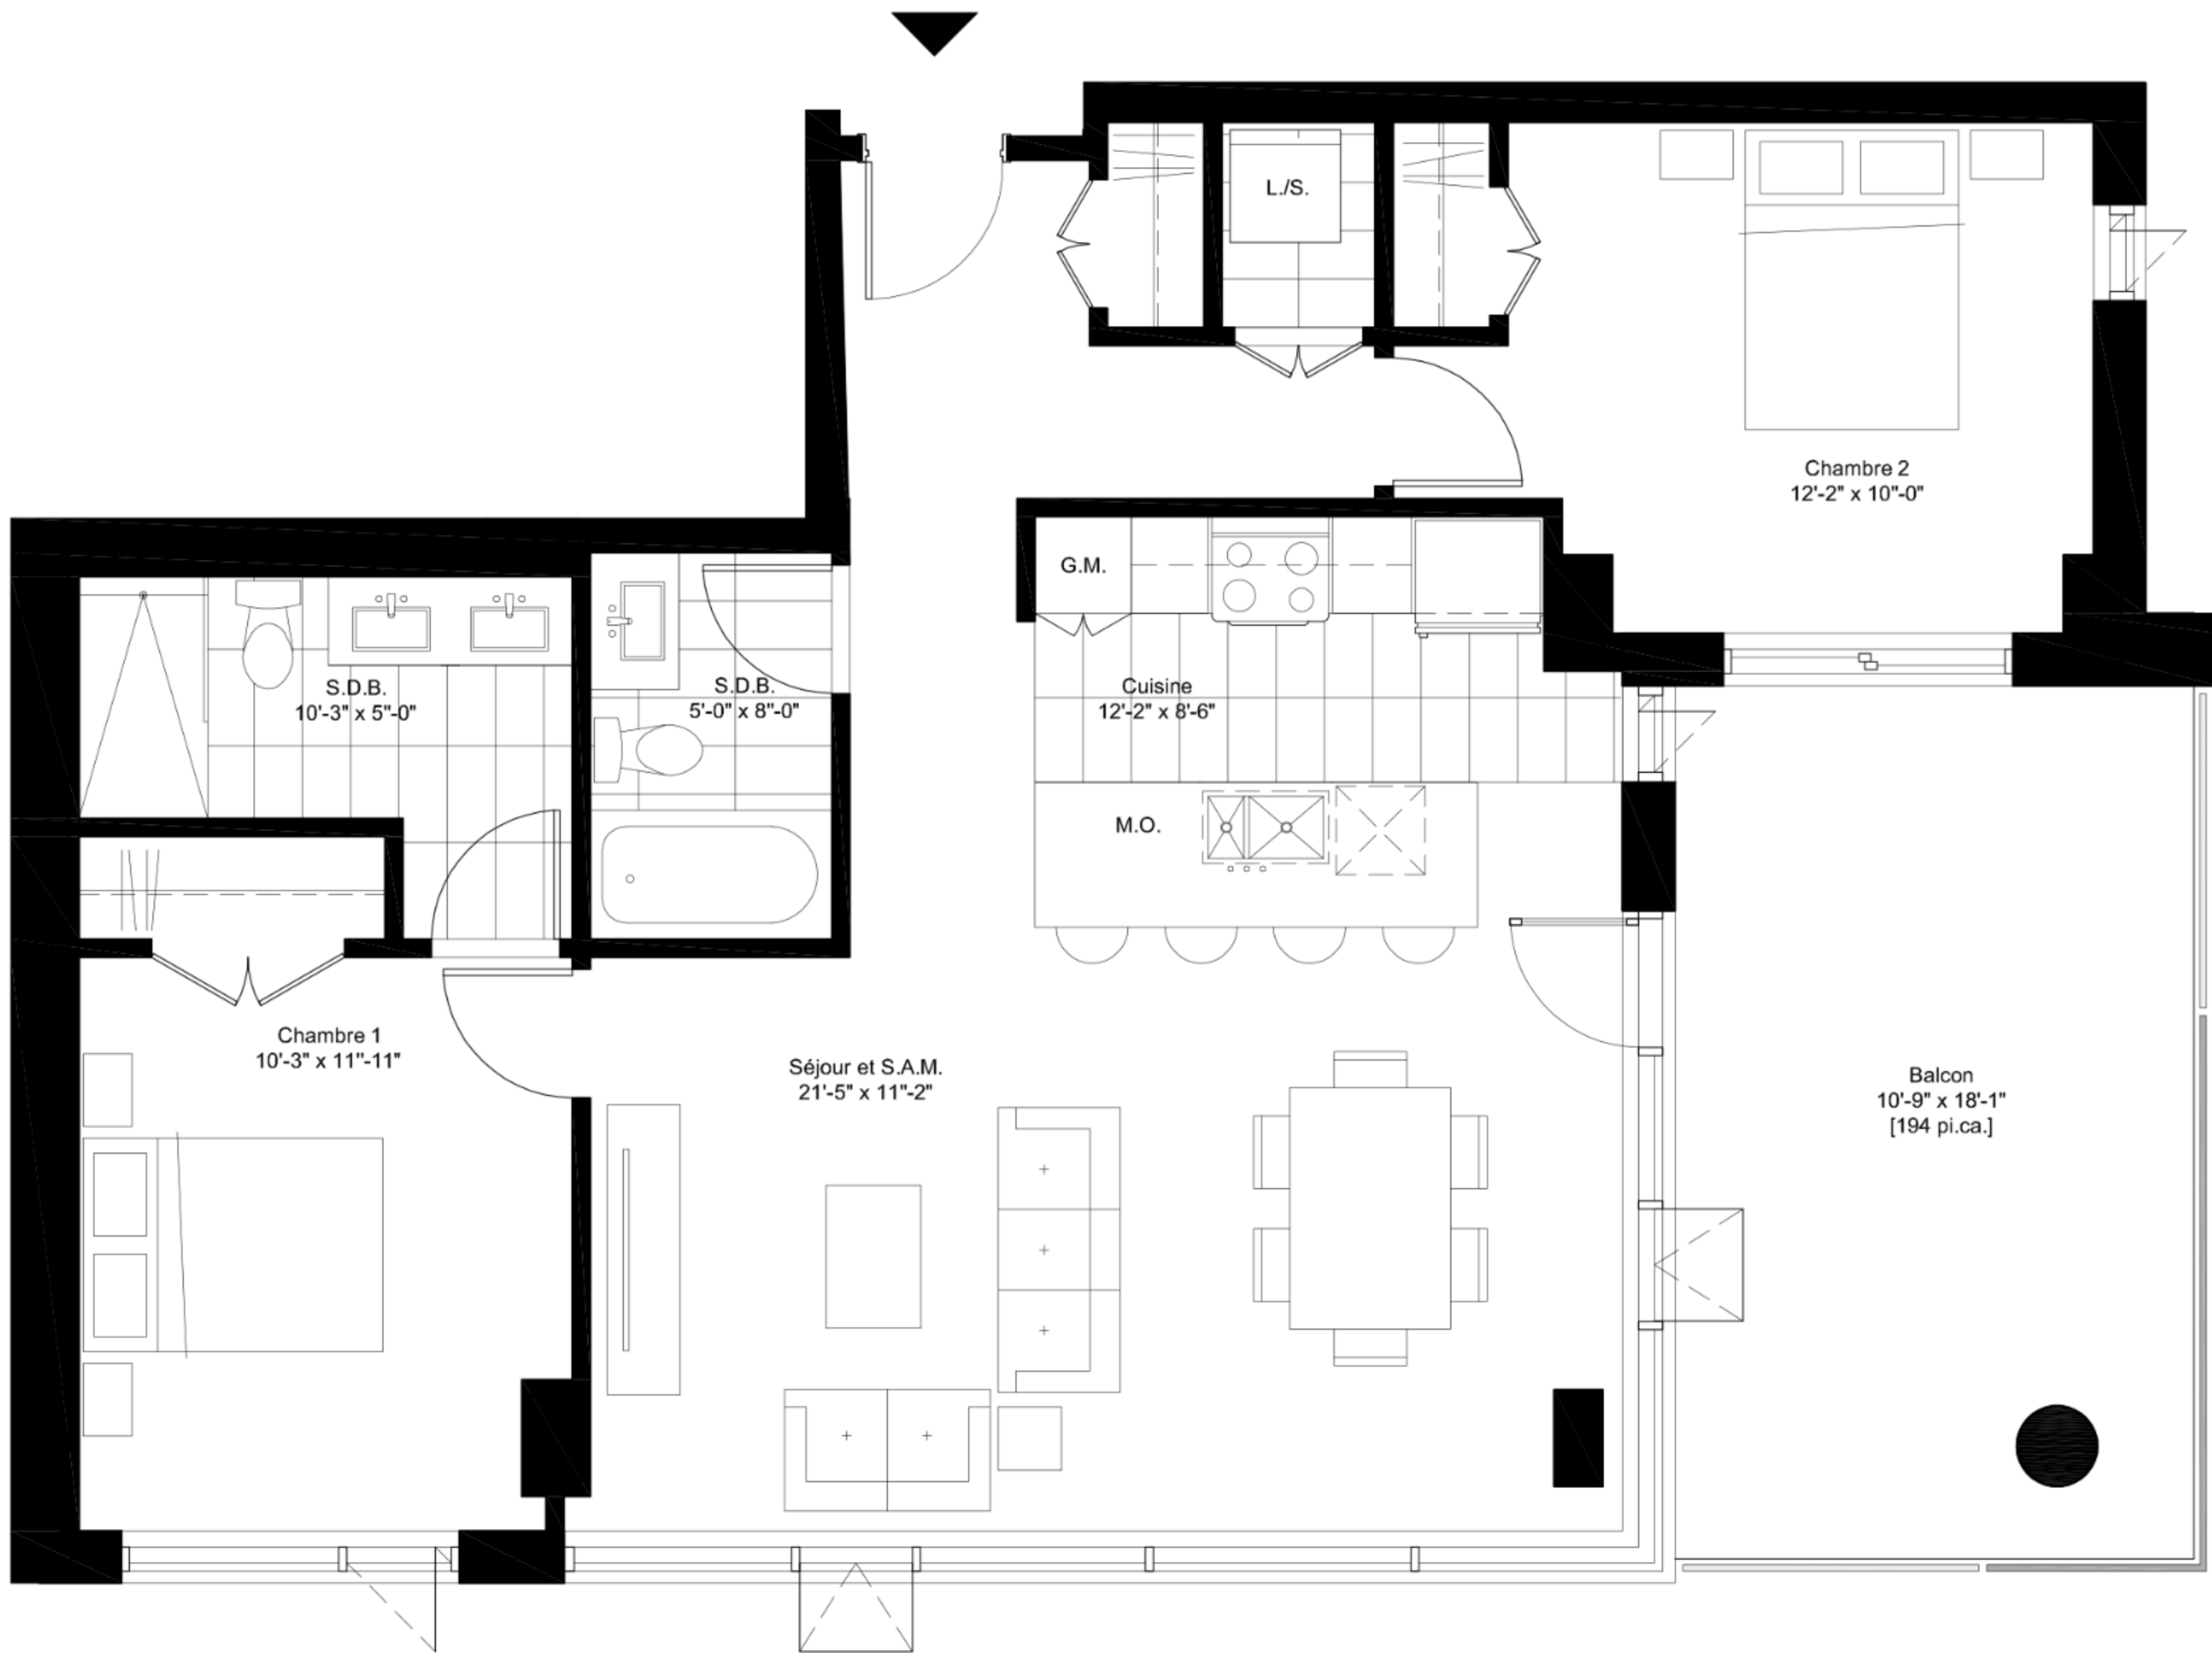 L./S.
Chambre 2
12'-2" x 10"-0"
G.M.
S.D.B.
10'-3" x 5"-0"
S.D.B.
5'-0" x 8"-0"
Cuisine
12'-2" x 8'-6"
M.O.
Chambre 1
10'-3" x 11"-11"
Séjour et S.A.M.
21'-5" x 11"-2"
Balcon
10'-9" x 18'-1"
[194 pi.ca.]